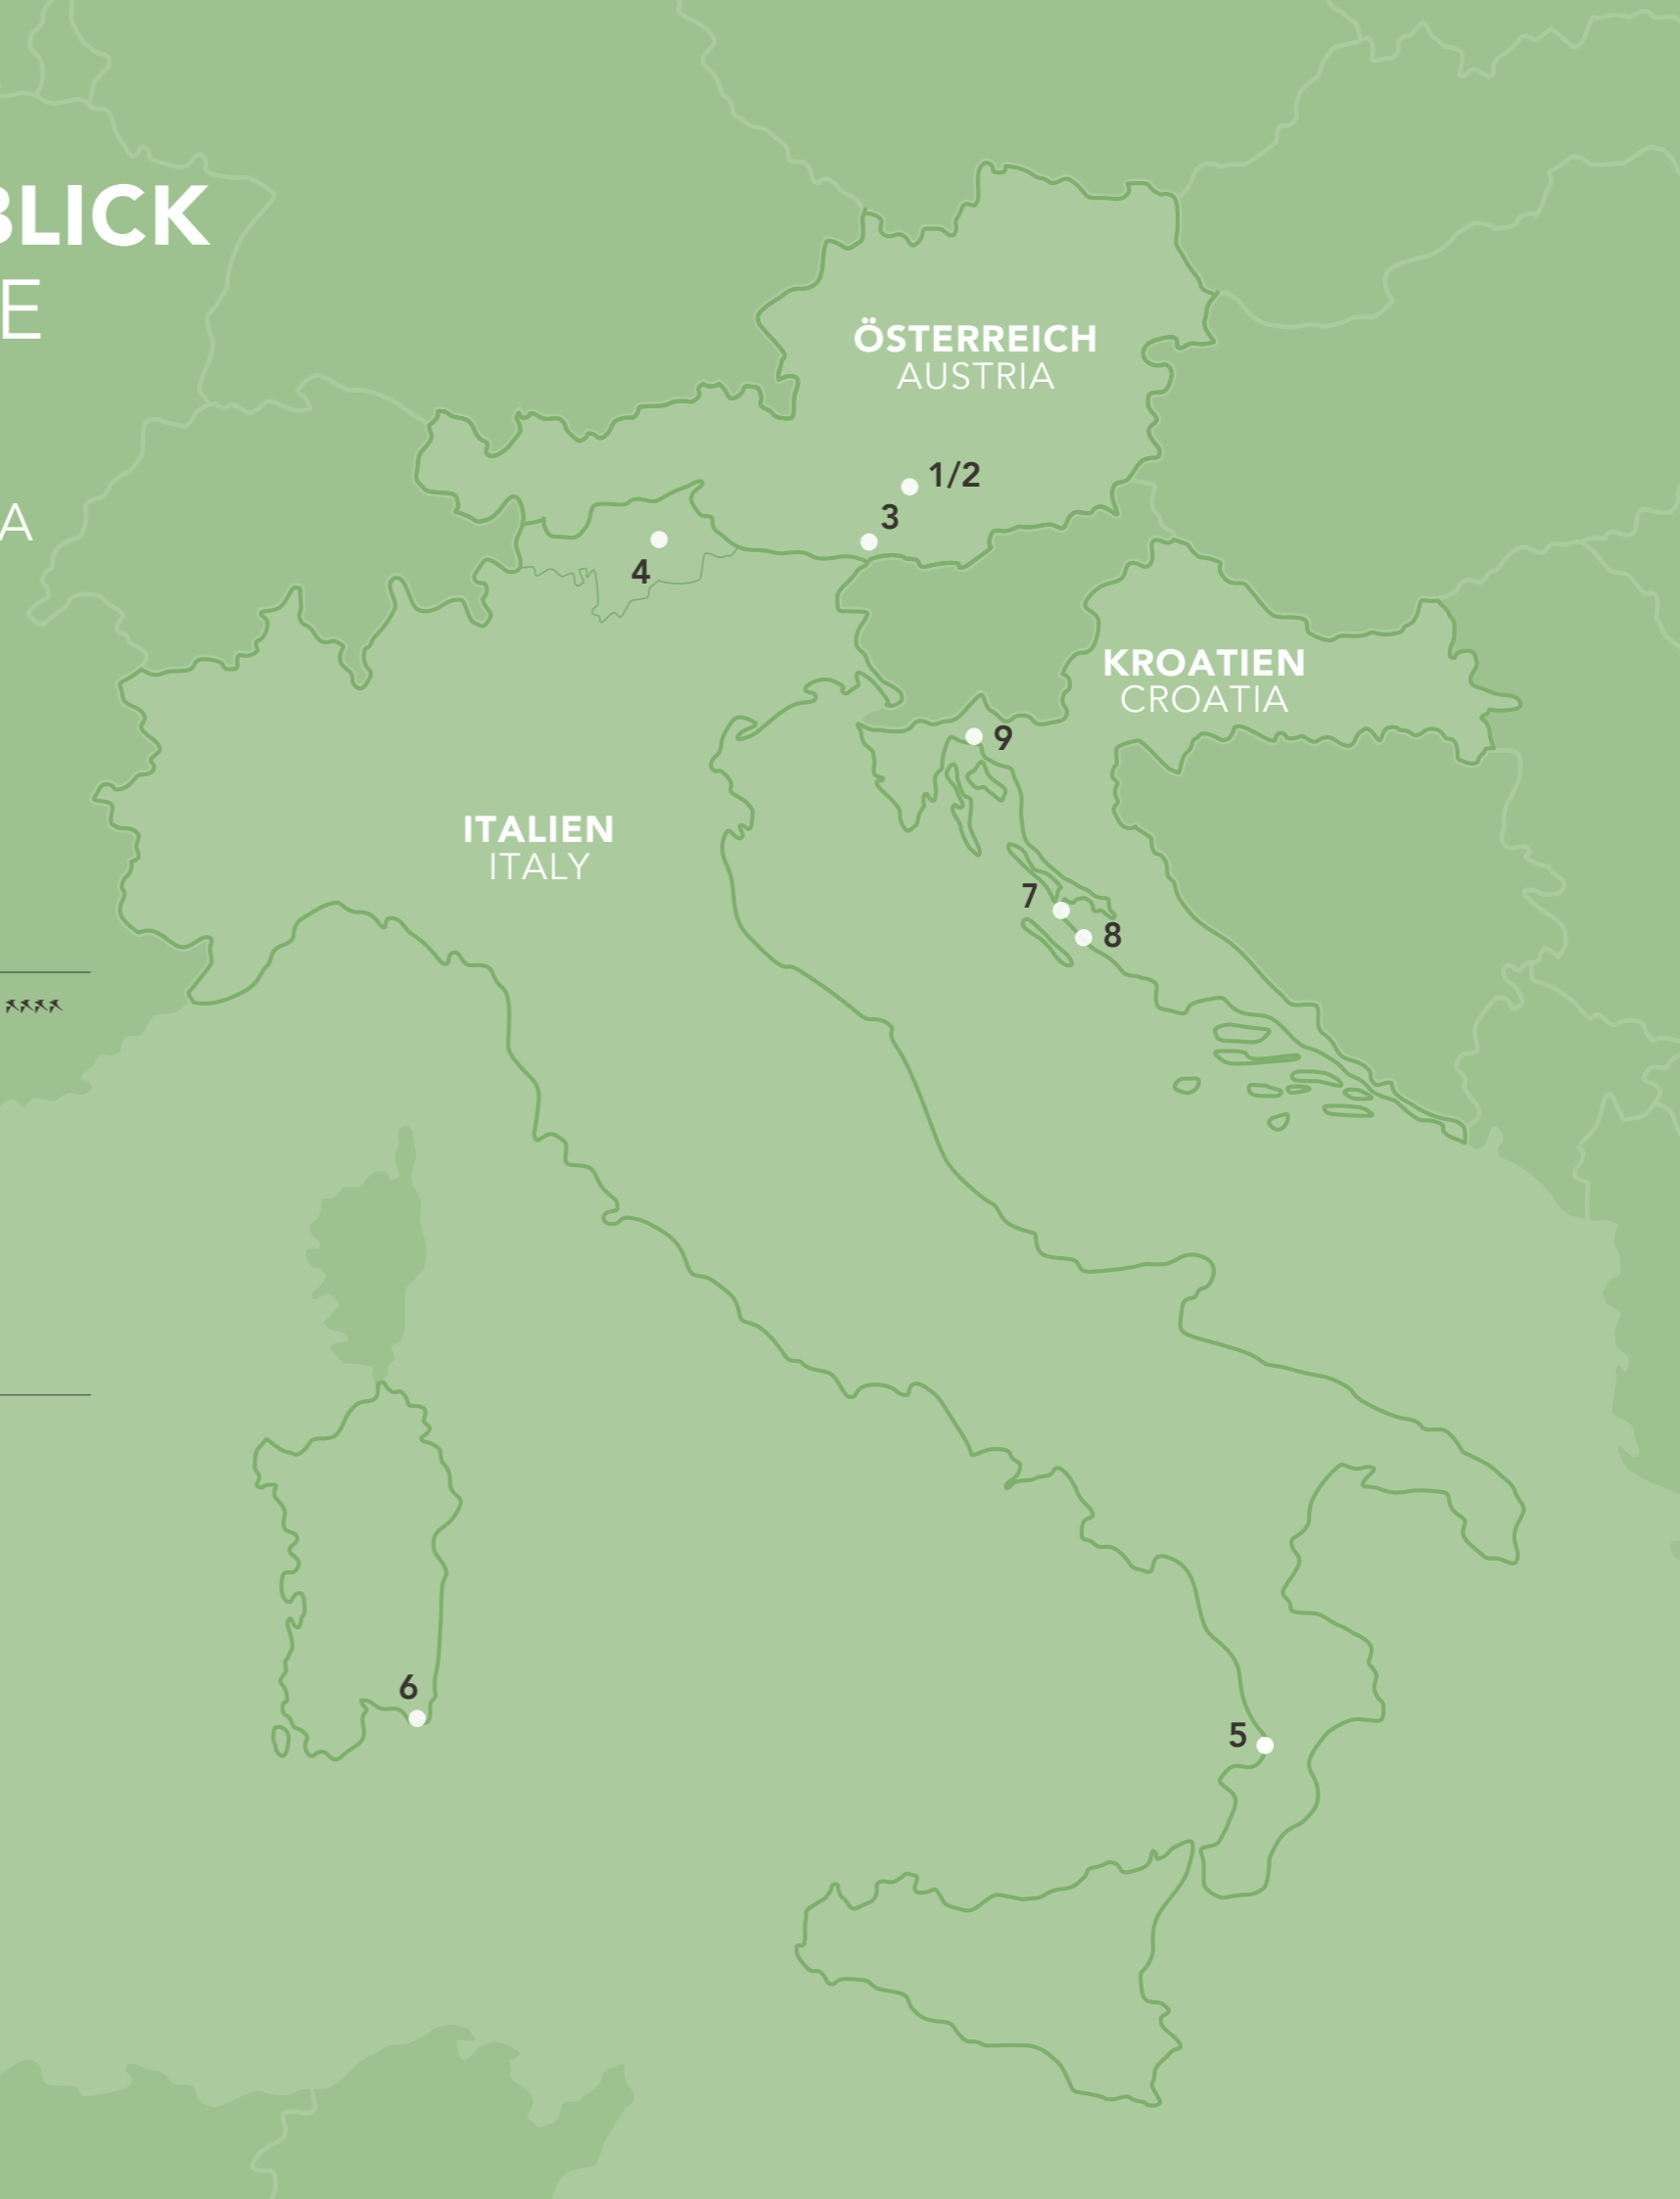 BLICK
E
A
ÖSTERREICH
AUSTRIA
1/2
3
4
KROATIEN
CROATIA
9
ITALIEN
ITALY
7
8
6
5